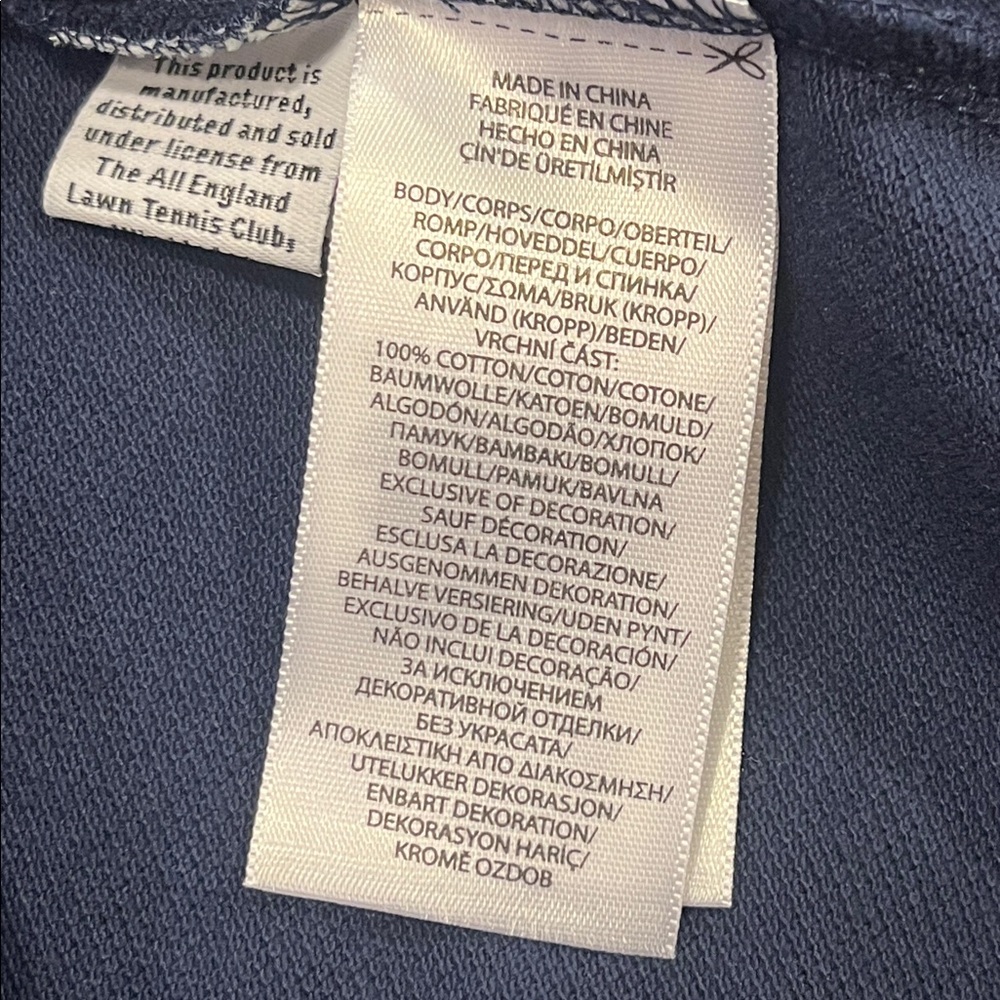 This product is
manufactured,
distributed and sold
under license from
The All England
Lawn Tennis Club,
MADE IN CHINA
FABRIQUÉ EN CHINE
HECHO EN CHINA
ÇİN'DE ÜRETİLMİŞTİR
BODY/CORPS/CORPO/OBERTEIL/
ROMP/HOVEDDEL/CUERPO/
CORPO/ПЕРЕД И СПИНКА/
КОРПУС/ΣΩΜΑ/BRUK (KROPP)/
ANVÄND (KROPP)/BEDEN/
VRCHNÍ ČÁST:
100% COTTON/COTON/COTONE/
BAUMWOLLE/KATOEN/BOMULD/
ALGODÓN/ALGODÃO/ХЛОПОК/
ПАМУК/BAMBAKI/BOMULL/
BOMULL/PAMUK/BAVLNA
EXCLUSIVE OF DECORATION/
SAUF DÉCORATION/
ESCLUSA LA DECORAZIONE/
AUSGENOMMEN DEKORATION/
BEHALVE VERSIERING/UDEN PYNT/
EXCLUSIVO DE LA DECORACIÓN/
NÃO INCLUI DECORAÇÃO/
ЗА ИСКЛЮЧЕНИЕМ
ДЕКОРАТИВНОЙ ОТДЕЛКИ/
БЕЗ УКРАСАТА/
ΑΠΟΚΛΕΙΣΤΙΚΗ ΑΠΟ ΔΙΑΚΟΣΜΗΣΗ/
UTELUKKER DEKORASJON/
ENBART DEKORATION/
DEKORASYON HARİÇ/
KROMĚ OZDOB